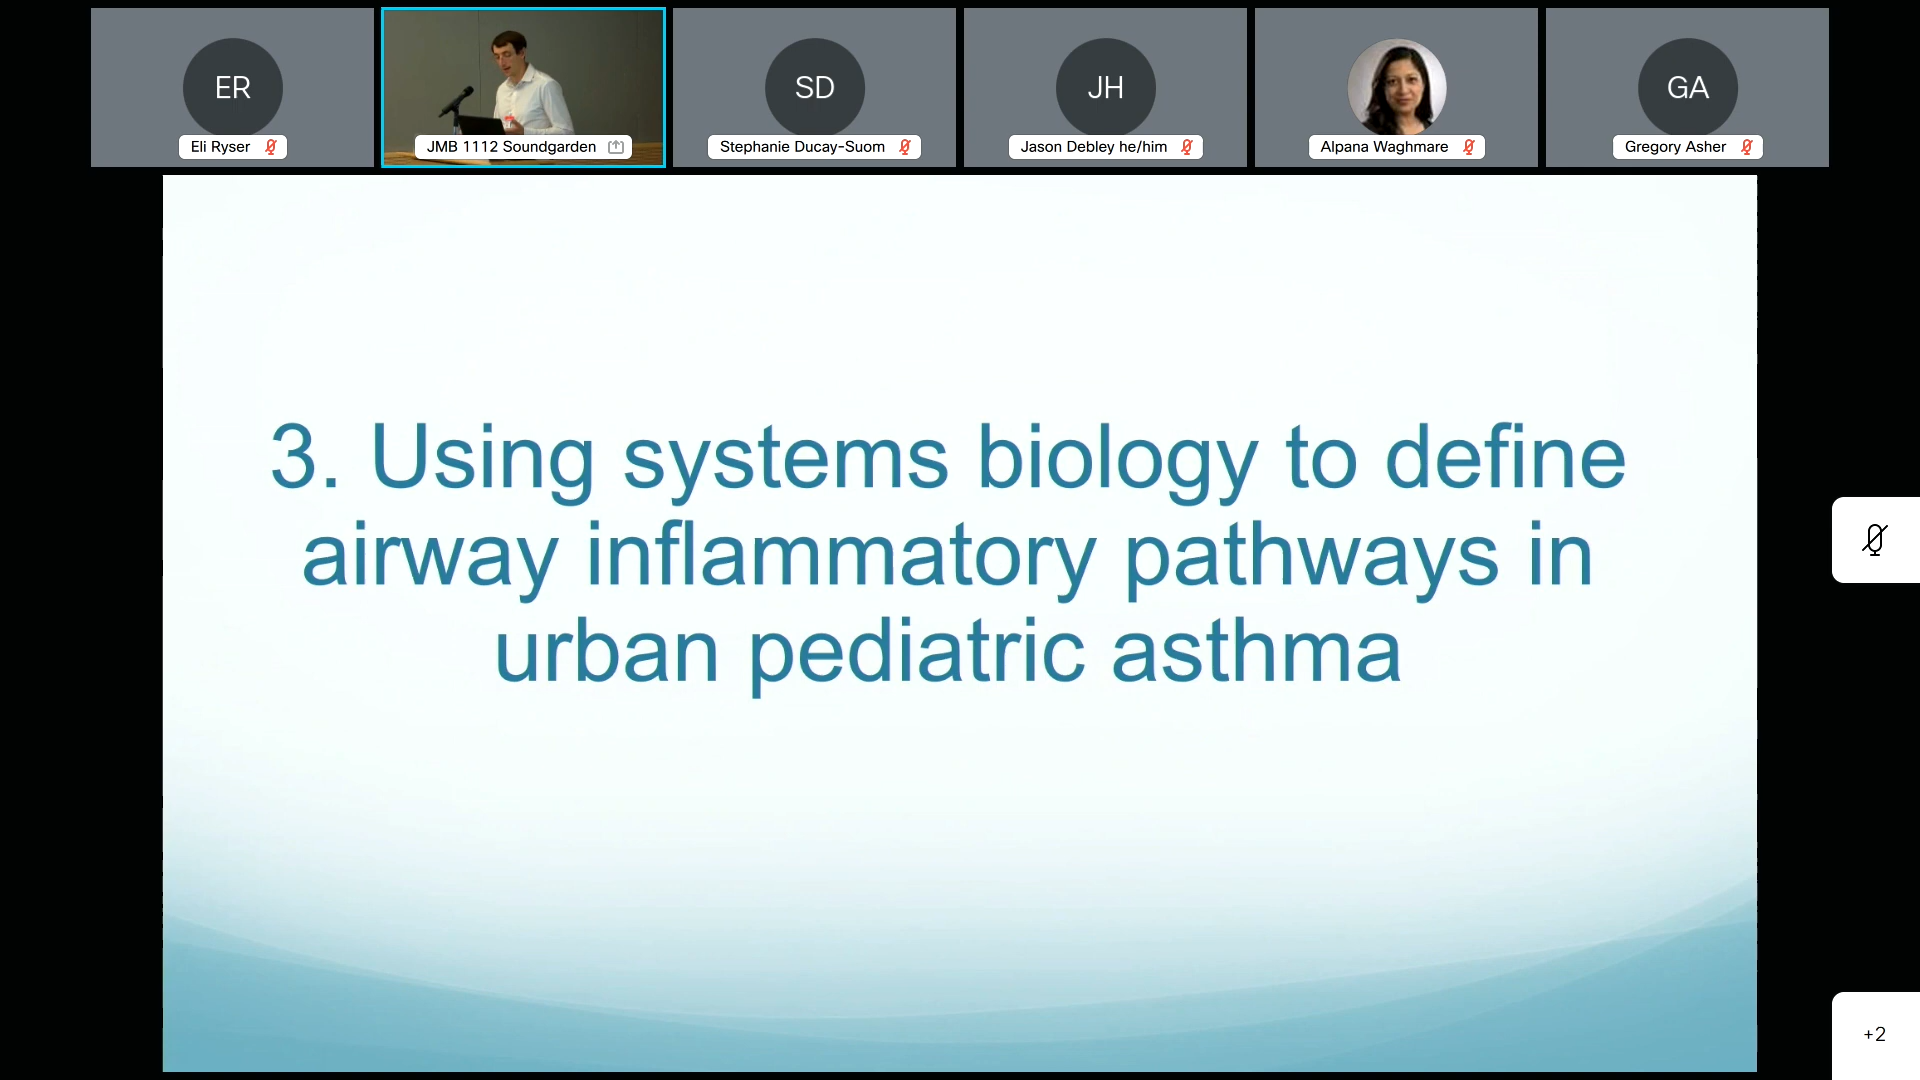 ER
SD
JH
GA
Eli Ryser
JMB 1112 Soundgarden
Stephanie Ducay-Suom
Jason Debley he/him
Alpana Waghmare
Gregory Asher
3. Using systems biology to define
airway inflammatory pathways in
urban pediatric asthma
+2